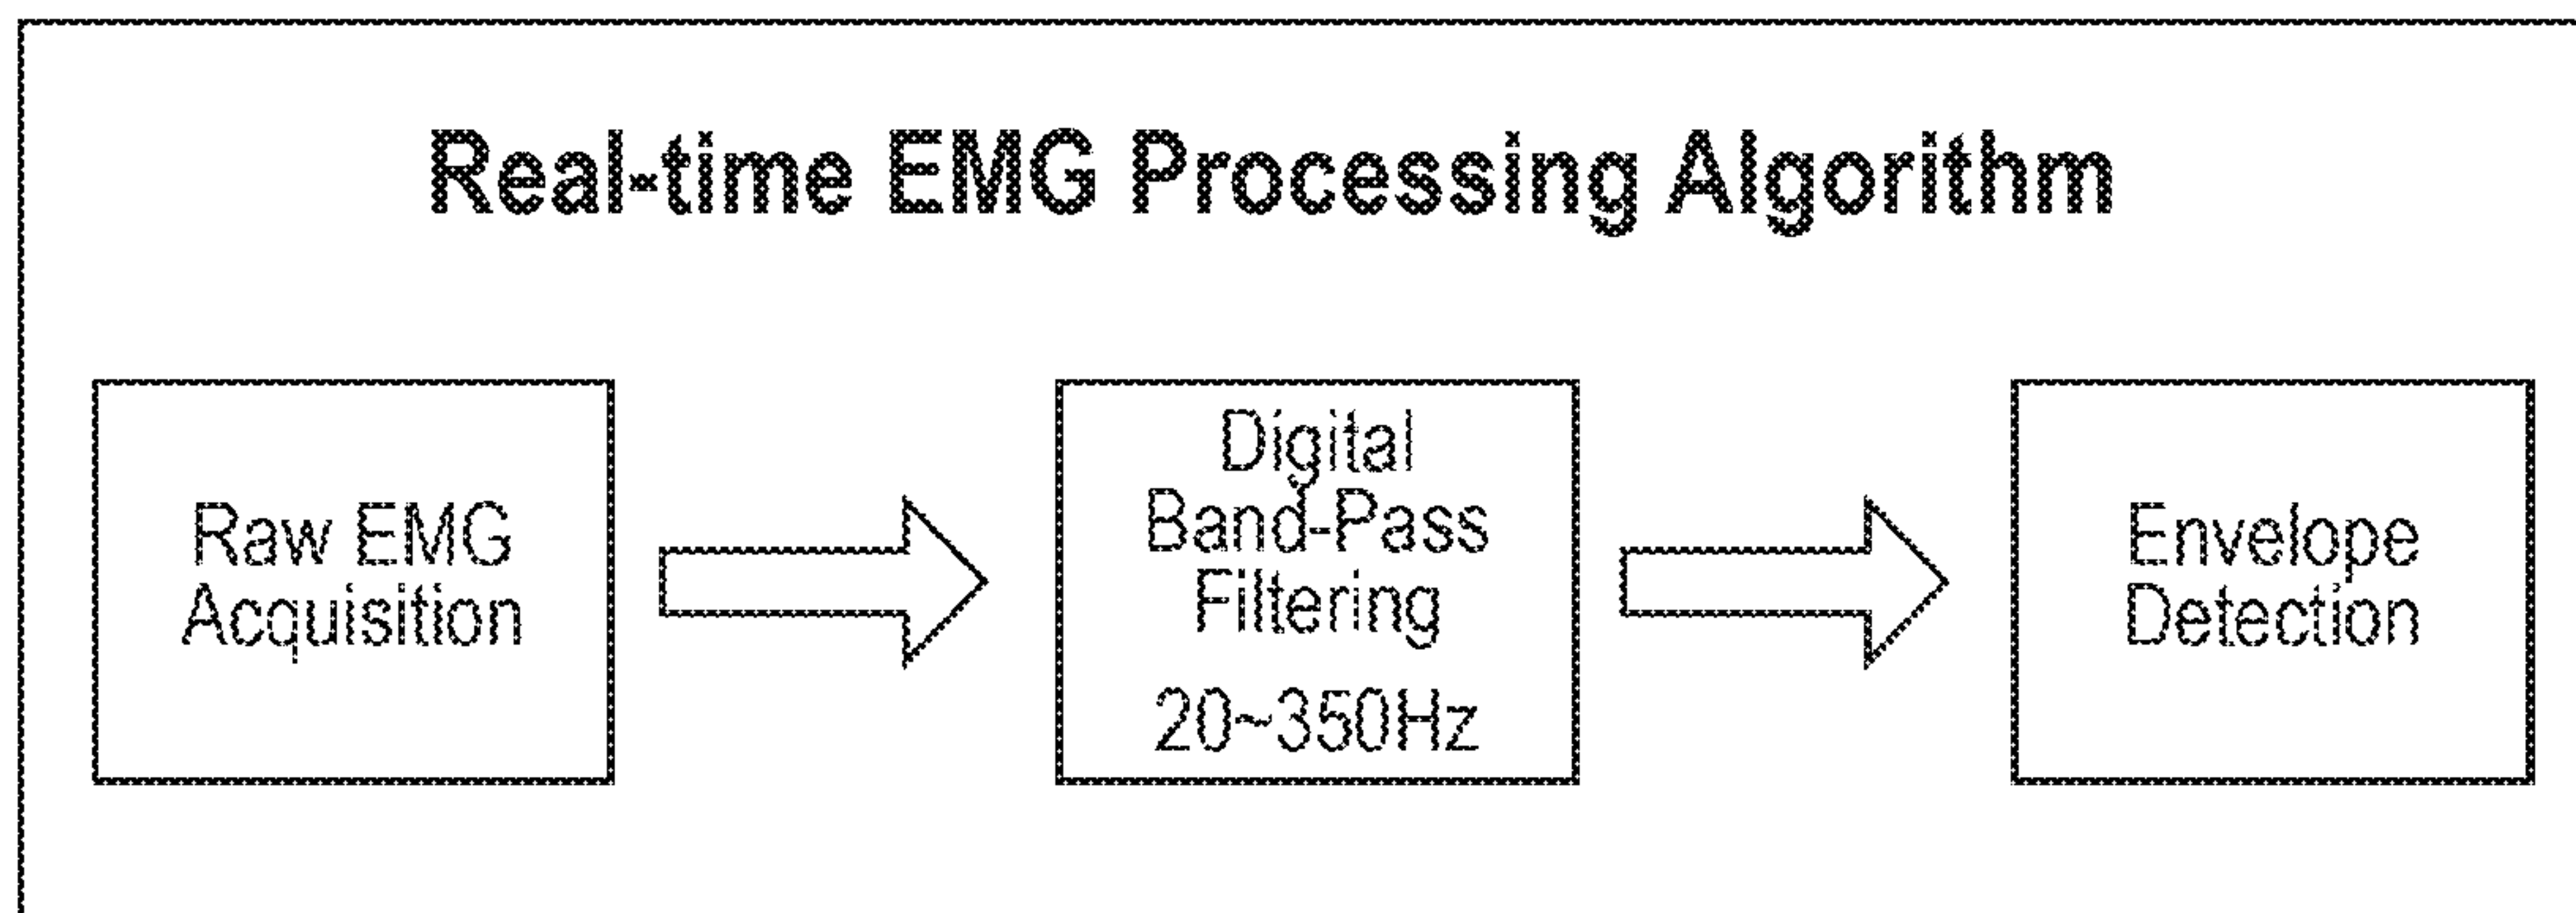 Real-time EMG Processing Algorithm
Raw EMG
Acquisition
Digital
Band-Pass
Filtering
20~350Hz
Envelope
Detection